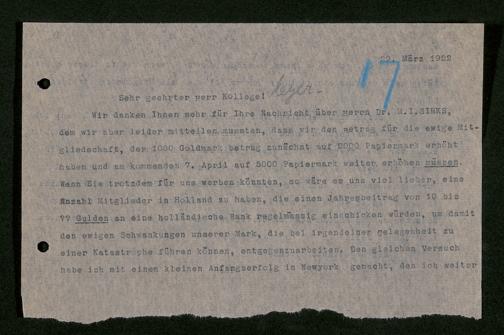 22. März 1922
17
Sehr geehrter Herr Kollege!
Wir danken Ihnen sehr für Ihre Nachricht über Herrn Dr. M.I.SIRKS,
dem wir aber leider mitteilen mussten, dass wir den Betrag für die ewige Mit-
gliedschaft, der 1000 Goldmark betrug zunächst auf 2000 Papiermark erhöht
haben und am kommenden 7. April auf 5000 Papiermark weiter erhöhen müssen.
Wenn Sie trotzdem für uns werben könnten, so wäre es uns viel lieber, eine
Anzahl Mitglieder in Holland zu haben, die einen Jahresbeitrag von 10 bis
?? Gulden an eine holländische Bank regelmässig einschicken würden, um damit
den ewigen Schwankungen unserer Mark, die bei irgendeiner Gelegenheit zu
einer Katastrophe führen können, entgegenzuarbeiten. Den gleichen Versuch
habe ich mit einen kleinen Anfangserfolg in Newyork gemacht, den ich weiter